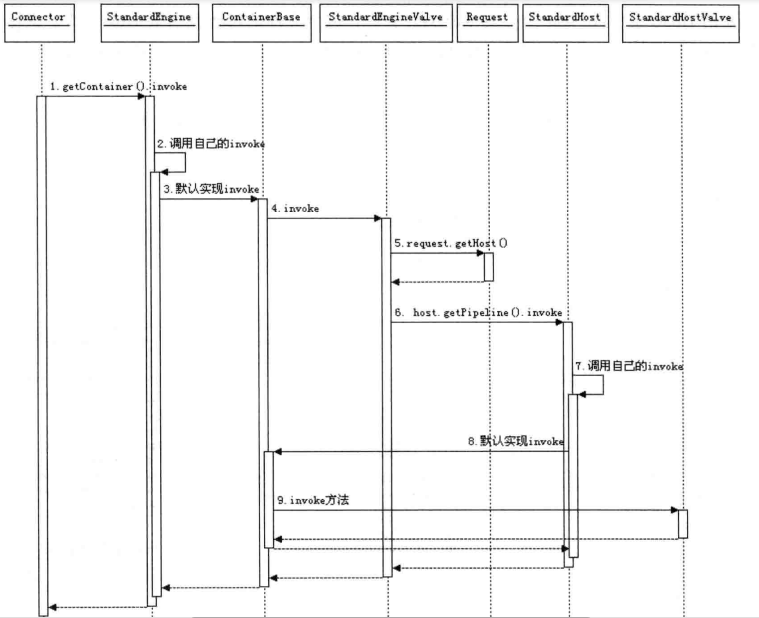 Connector
StandardEngine
ContainerBase
StandardEngineValve
Request
StandardHost
StandardHostValve
1.getContainer().invoke
2.调用自己的invoke
3.默认实现invoke
4.invoke
5.request.getHost()
6. host.getPipeline().invoke
7.调用自己的invoke
8.默认实现invoke
9.invoke方法